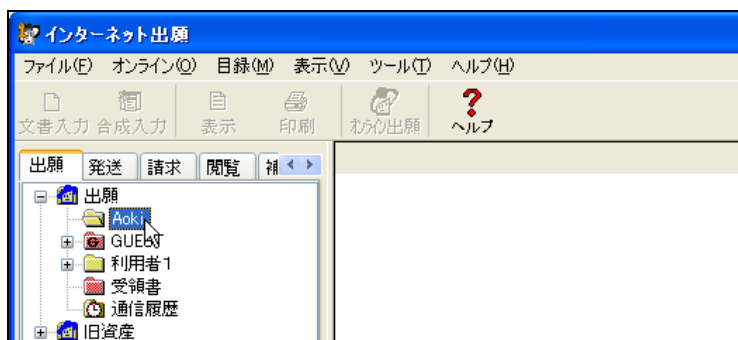 インターネット出願
ファイル(F) オンライン(O) 目録(M) 表示(V) ツール(T) ヘルプ(H)
文書入力 合成入力 表示 印刷 オンライン出願 ヘルプ
出願 発送 請求 閲覧
出願
Aoki
GUEST
利用者1
受領書
通信履歴
旧資産